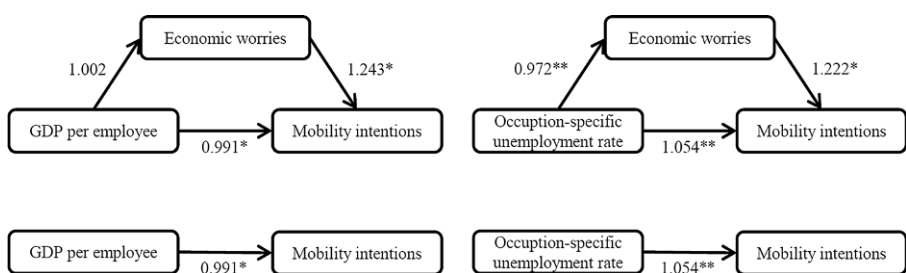 Economic worries
1.002
1.243*
GDP per employee
0.991*
Mobility intentions
Economic worries
0.972**
1.222*
Occuption-specific
unemployment rate
1.054**
Mobility intentions
GDP per employee
0.991*
Mobility intentions
Occuption-specific
unemployment rate
1.054**
Mobility intentions